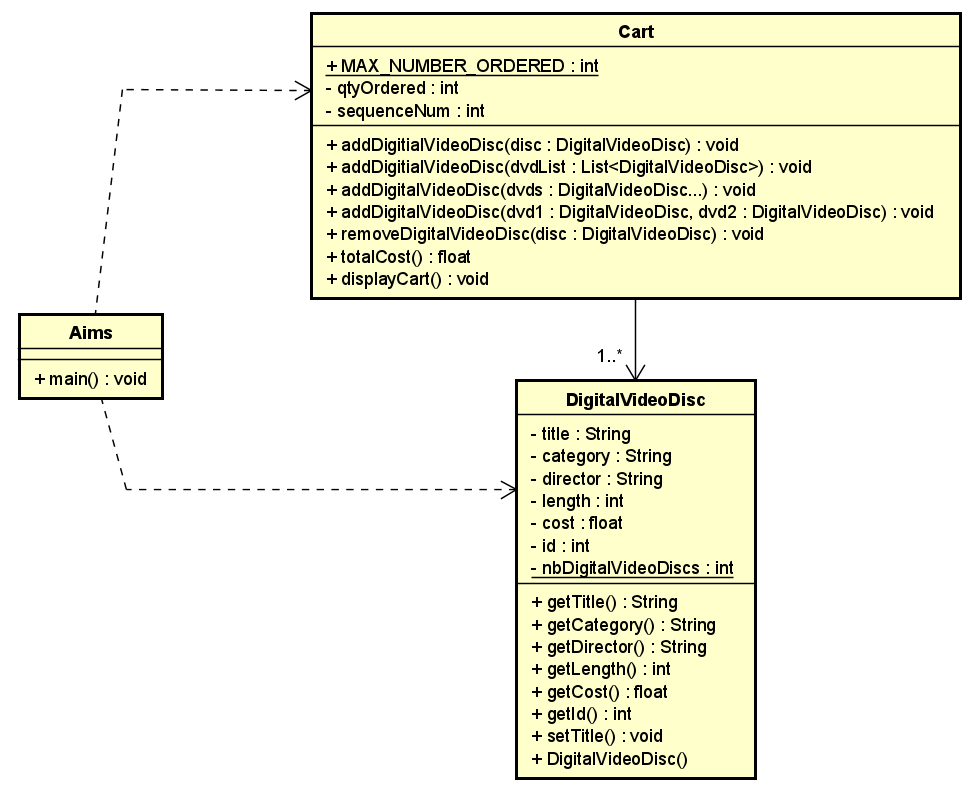 Cart
+ MAX_NUMBER_ORDERED : int
- qtyOrdered : int
- sequenceNum : int
+ addDigitialVideoDisc(disc : DigitalVideoDisc) : void
+ addDigitialVideoDisc(dvdList : List<DigitalVideoDisc>) : void
+ addDigitalVideoDisc(dvds : DigitalVideoDisc...) : void
+ addDigitalVideoDisc(dvd1 : DigitalVideoDisc, dvd2 : DigitalVideoDisc) : void
+ removeDigitalVideoDisc(disc : DigitalVideoDisc) : void
+ totalCost() : float
+ displayCart() : void
Aims
+ main() : void
1..*
DigitalVideoDisc
- title : String
- category : String
- director : String
- length : int
- cost : float
- id : int
- nbDigitalVideoDiscs : int
+ getTitle() : String
+ getCategory() : String
+ getDirector() : String
+ getLength() : int
+ getCost() : float
+ getId() : int
+ setTitle() : void
+ DigitalVideoDisc()